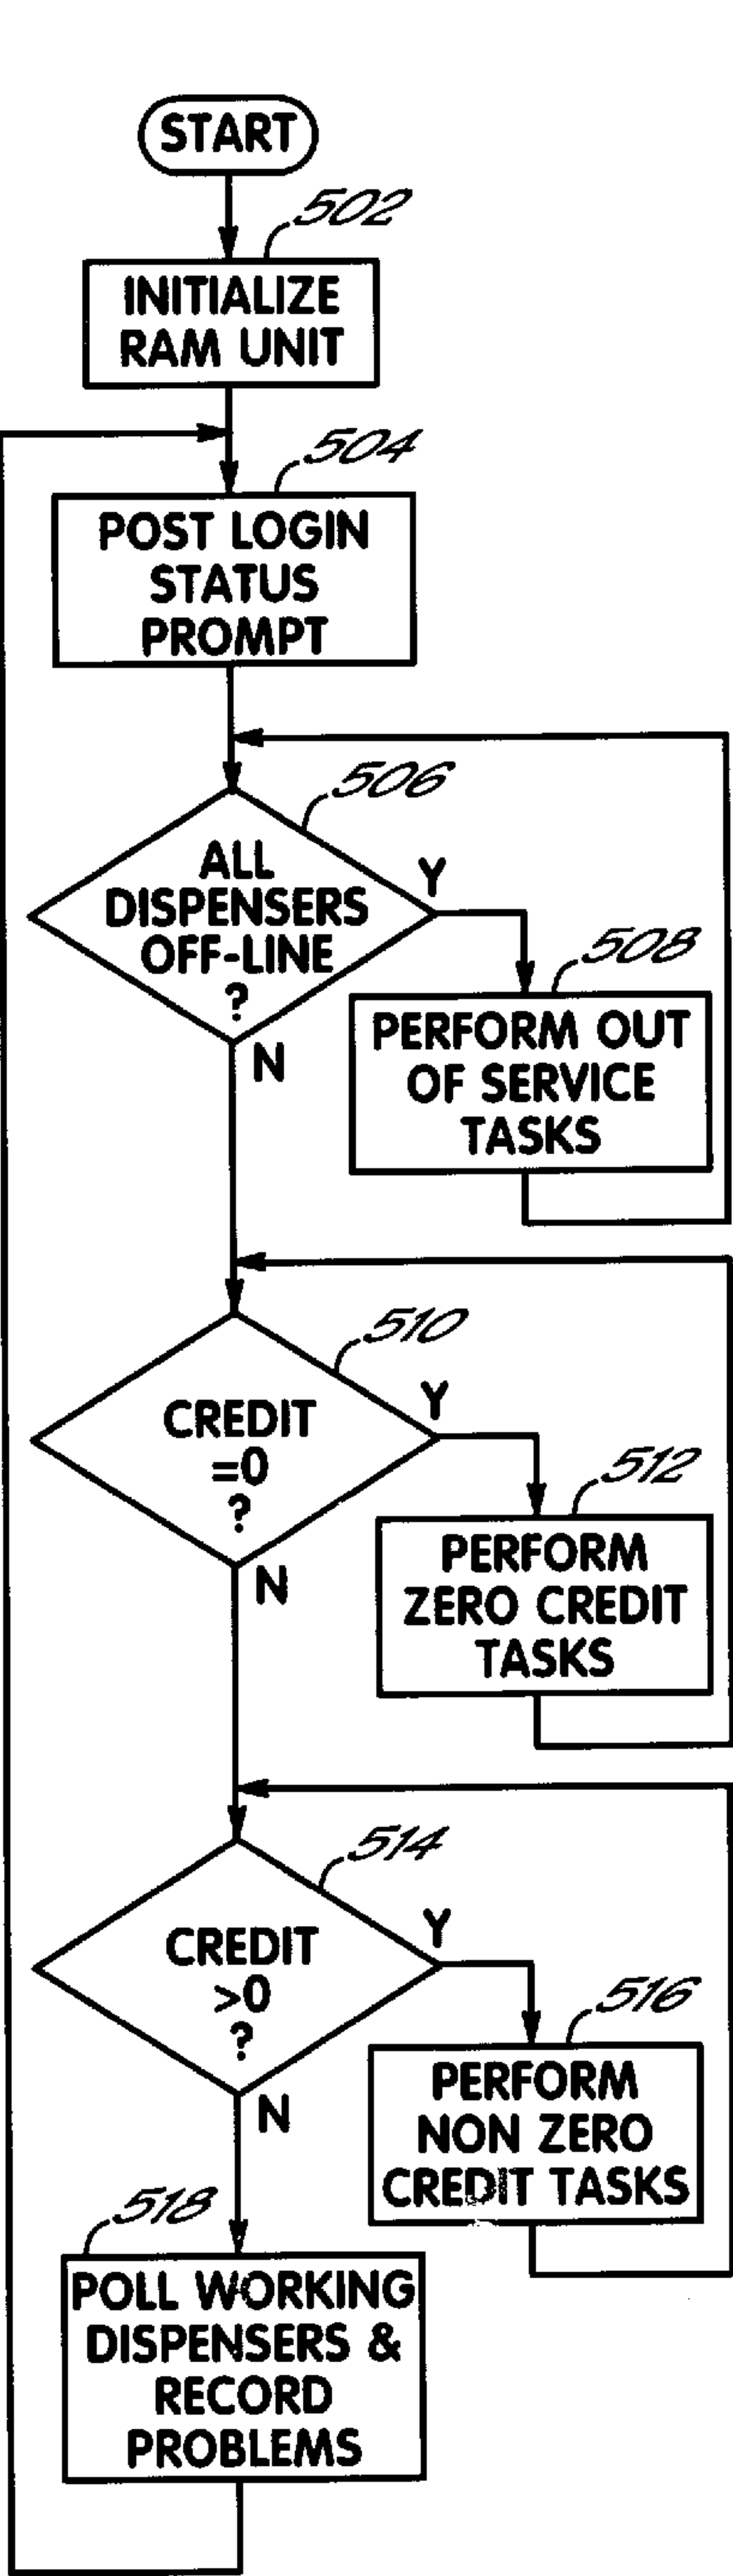 START
502
INITIALIZE
RAM UNIT
504
POST LOGIN
STATUS
PROMPT
506
ALL
DISPENSERS
OFF-LINE
?
Y
N
508
PERFORM OUT
OF SERVICE
TASKS
510
CREDIT
=0
?
Y
N
512
PERFORM
ZERO CREDIT
TASKS
514
CREDIT
>0
?
Y
N
516
PERFORM
NON ZERO
CREDIT TASKS
518
POLL WORKING
DISPENSERS &
RECORD
PROBLEMS